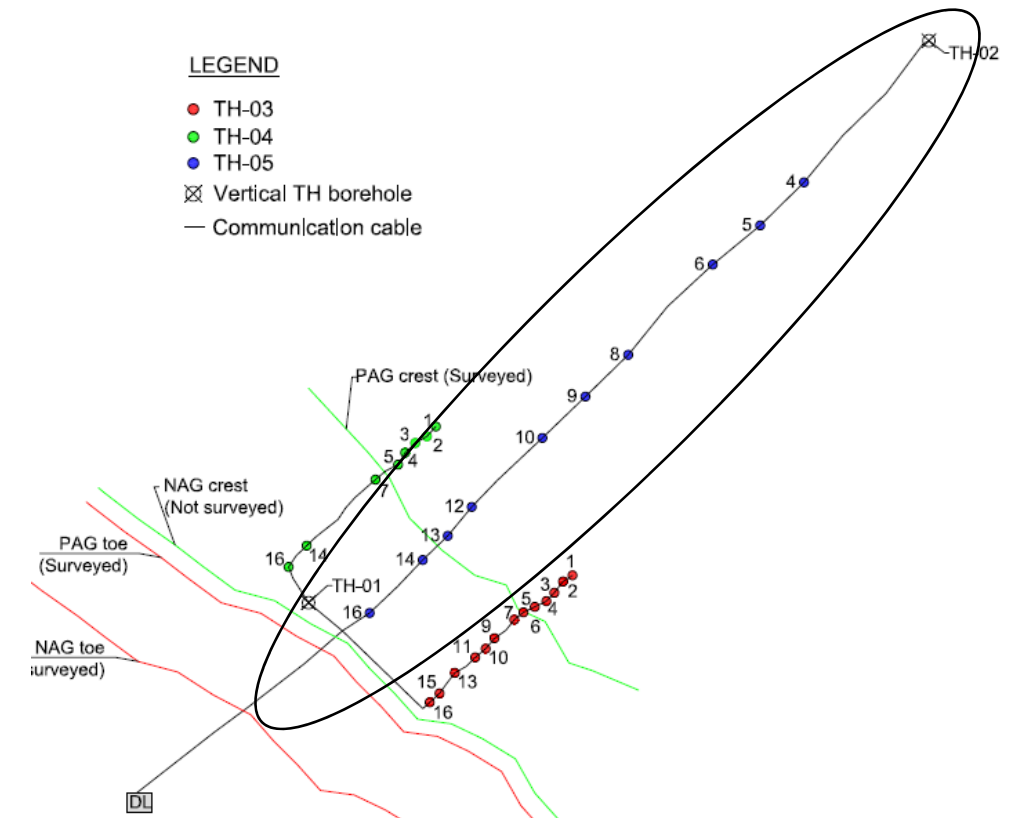 LEGEND
TH-03
TH-04
TH-05
Vertical TH borehole
Communication cable
TH-02
4
5
6
8
9
10
12
13
14
16
PAG crest (Surveyed)
1
2
3
4
5
7
14
16
NAG crest
(Not surveyed)
PAG toe
(Surveyed)
TH-01
NAG toe
surveyed)
1
2
3
4
5
6
7
9
10
11
13
15
16
DL